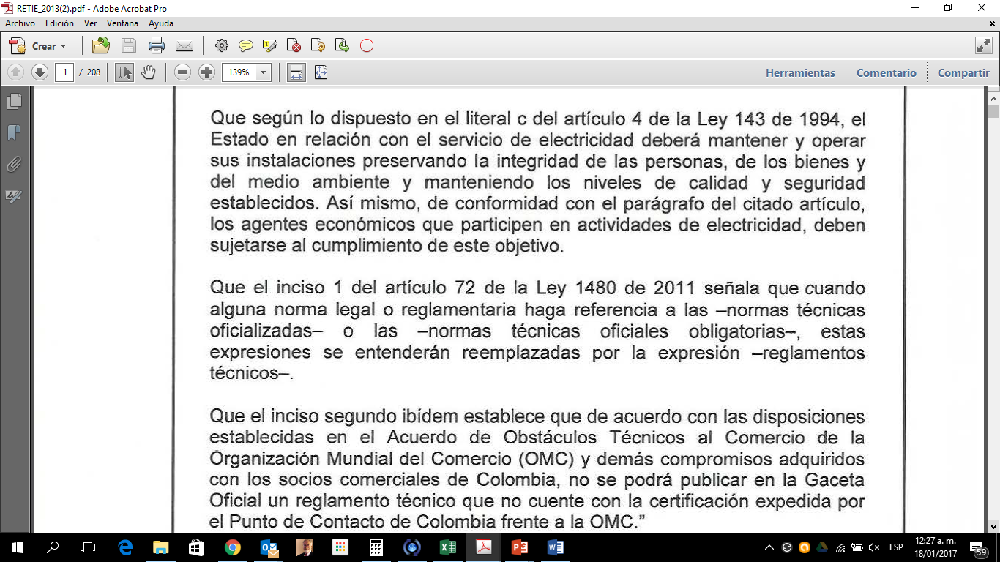 RETIE_2013(2).pdf - Adobe Acrobat Pro
Archivo Edición Ver Ventana Ayuda
Crear
1 / 208 139% Herramientas Comentario Compartir
Que según lo dispuesto en el literal c del artículo 4 de la Ley 143 de 1994, el
Estado en relación con el servicio de electricidad deberá mantener y operar
sus instalaciones preservando la integridad de las personas, de los bienes y
del medio ambiente y manteniendo los niveles de calidad y seguridad
establecidos. Así mismo, de conformidad con el parágrafo del citado artículo,
los agentes económicos que participen en actividades de electricidad, deben
sujetarse al cumplimiento de este objetivo.
Que el inciso 1 del artículo 72 de la Ley 1480 de 2011 señala que cuando
alguna norma legal o reglamentaria haga referencia a las –normas técnicas
oficializadas– o las –normas técnicas oficiales obligatorias–, estas
expresiones se entenderán reemplazadas por la expresión –reglamentos
técnicos–.
Que el inciso segundo ibídem establece que de acuerdo con las disposiciones
establecidas en el Acuerdo de Obstáculos Técnicos al Comercio de la
Organización Mundial del Comercio (OMC) y demás compromisos adquiridos
con los socios comerciales de Colombia, no se podrá publicar en la Gaceta
Oficial un reglamento técnico que no cuente con la certificación expedida por
el Punto de Contacto de Colombia frente a la OMC.”
ESP 12:27 a. m.
18/01/2017 59